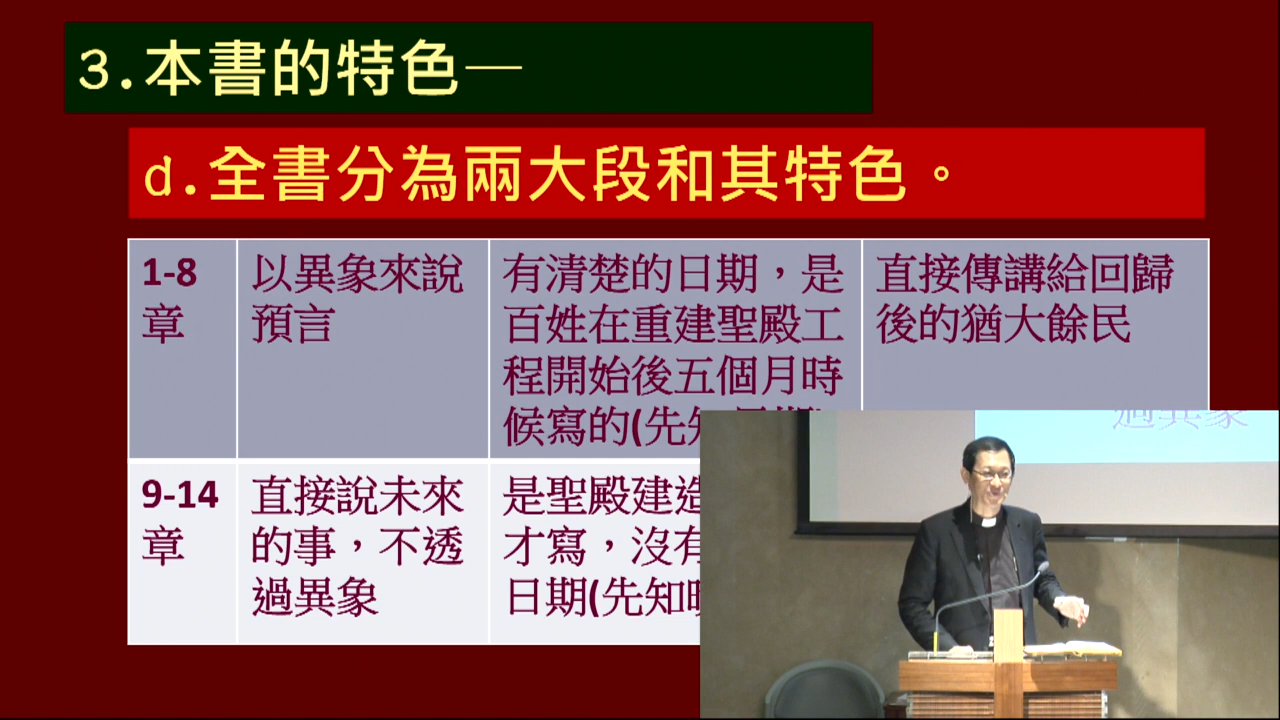 3.本書的特色—
d.全書分為兩大段和其特色。
1-8
章
以異象來說
預言
有清楚的日期，是
百姓在重建聖殿工
程開始後五個月時
候寫的(先知
直接傳講給回歸
後的猶大餘民
9-14
章
直接說未來
的事，不透
過異象
是聖殿建造
才寫，沒有
日期(先知
過異象